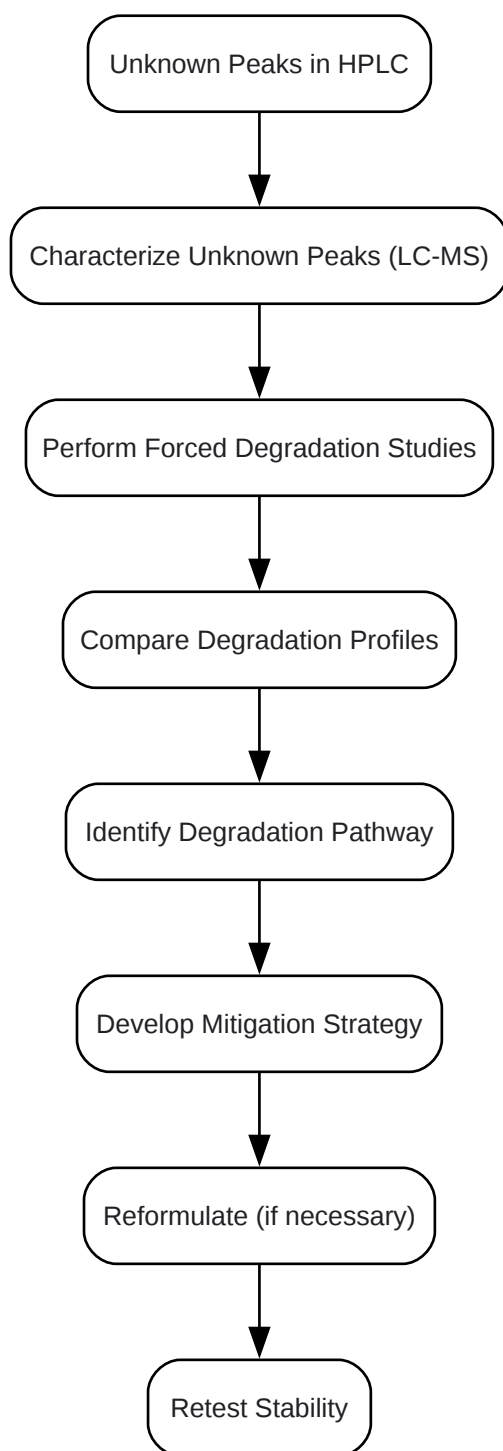 Unknown Peaks in HPLC
Characterize Unknown Peaks (LC-MS)
Perform Forced Degradation Studies
Compare Degradation Profiles
Identify Degradation Pathway
Develop Mitigation Strategy
Reformulate (if necessary)
Retest Stability